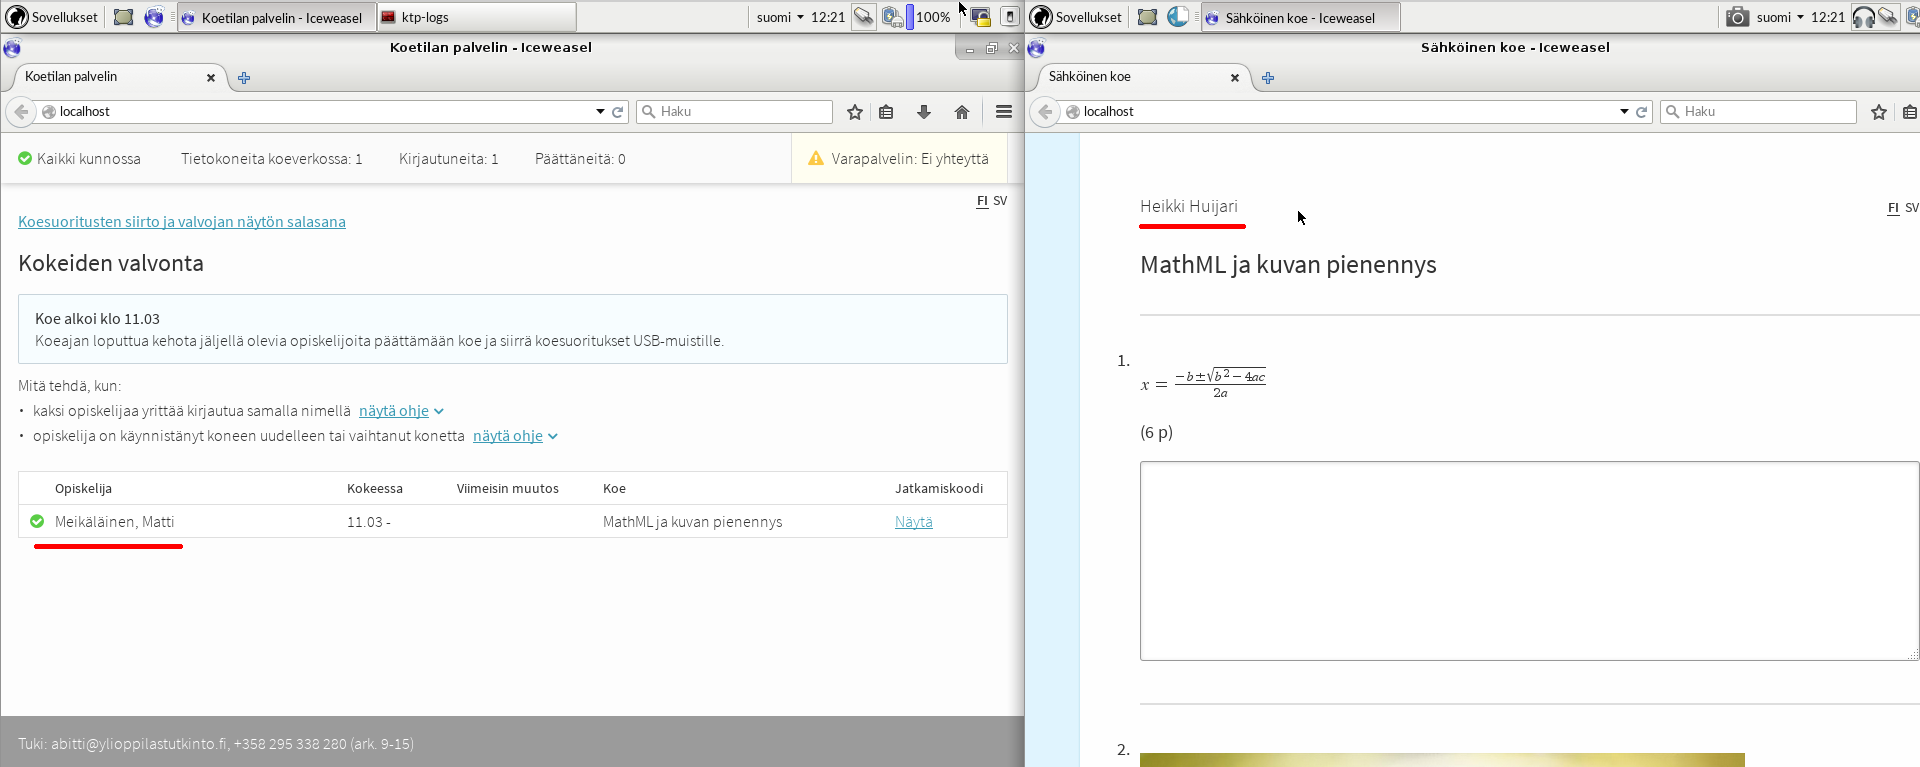 Sovellukset
Koetilan palvelin - Iceweasel
ktp-logs
suomi
12:21
100%
Koetilan palvelin - Iceweasel
Koetilan palvelin
localhost
Haku
Kaikki kunnossa
Tietokoneita koeverkossa: 1
Kirjautuneita: 1
Päättäneitä: 0
Varapalvelin: Ei yhteyttä
FI SV
Koesuoritusten siirto ja valvojan näytön salasana
Kokeiden valvonta
Koe alkoi klo 11.03
Koeajan loputtua kehota jäljellä olevia opiskelijoita päättämään koe ja siirrä koesuoritukset USB-muistille.
Mitä tehdä, kun:
• kaksi opiskelijaa yrittää kirjautua samalla nimellä näytä ohje
• opiskelija on käynnistänyt koneen uudelleen tai vaihtanut konetta näytä ohje
Opiskelija Kokeessa Viimeisin muutos Koe Jatkamiskoodi
Meikäläinen, Matti 11.03 - MathML ja kuvan pienennys Näytä
Tuki: abitti@ylioppilastutkinto.fi, +358 295 338 280 (ark. 9-15)
Sovellukset
Sähköinen koe - Iceweasel
suomi
12:21
Sähköinen koe - Iceweasel
Sähköinen koe
localhost
Haku
Heikki Huijari
FI SV
MathML ja kuvan pienennys
1.
x = (−b ± √(b² − 4ac)) / 2a
(6 p)
2.